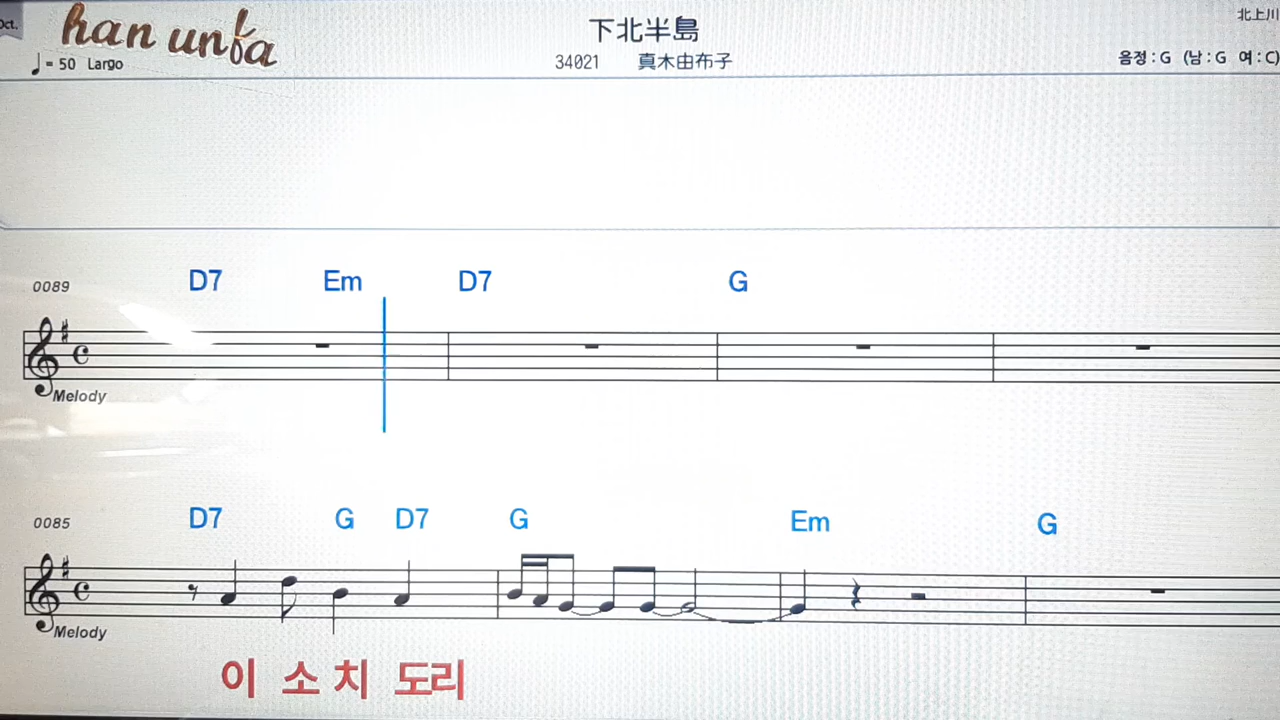 Oct.
han unfa
下北半島
北上川
♩= 50 Largo
34021 真木由布子
음정 : G (남 : G 여 : C)
0089
D7 Em D7 G
Melody
0085
D7 G D7 G Em G
Melody
이 소 치 도리